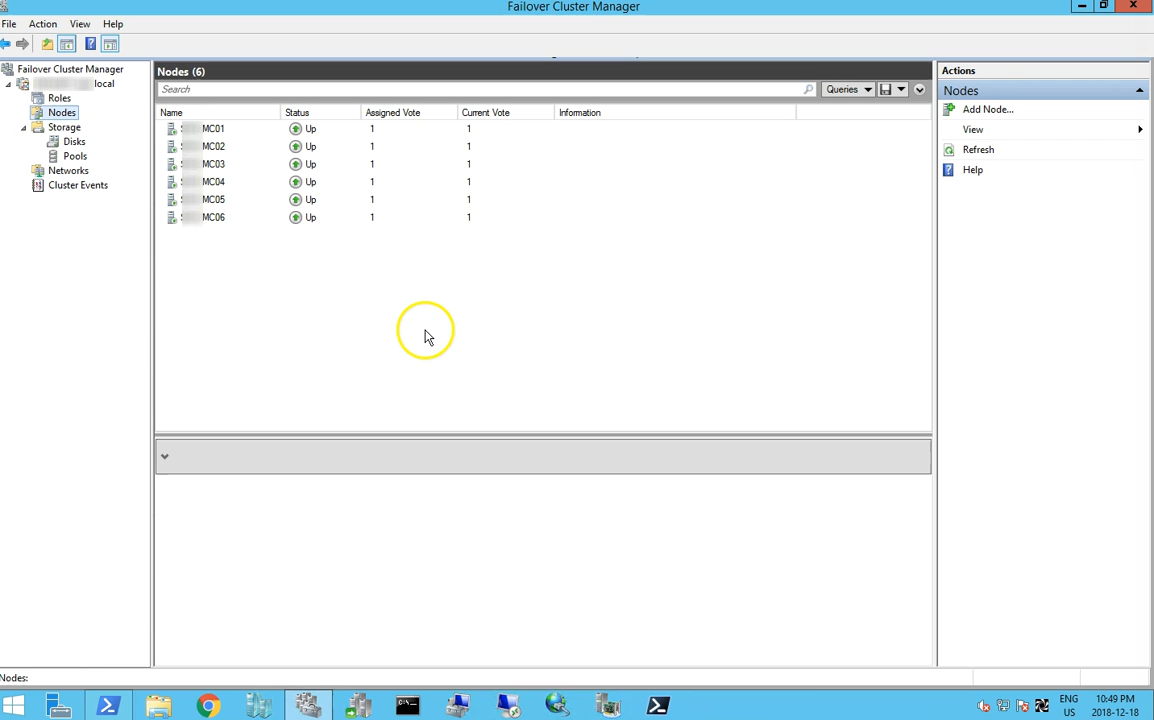 Failover Cluster Manager
File Action View Help
Failover Cluster Manager
local
Roles
Nodes
Storage
Disks
Pools
Networks
Cluster Events
Nodes (6)
Search
Queries
Name Status Assigned Vote Current Vote Information
MC01 Up 1 1
MC02 Up 1 1
MC03 Up 1 1
MC04 Up 1 1
MC05 Up 1 1
MC06 Up 1 1
Actions
Nodes
Add Node...
View
Refresh
Help
Nodes:
ENG
US
10:49 PM
2018-12-18